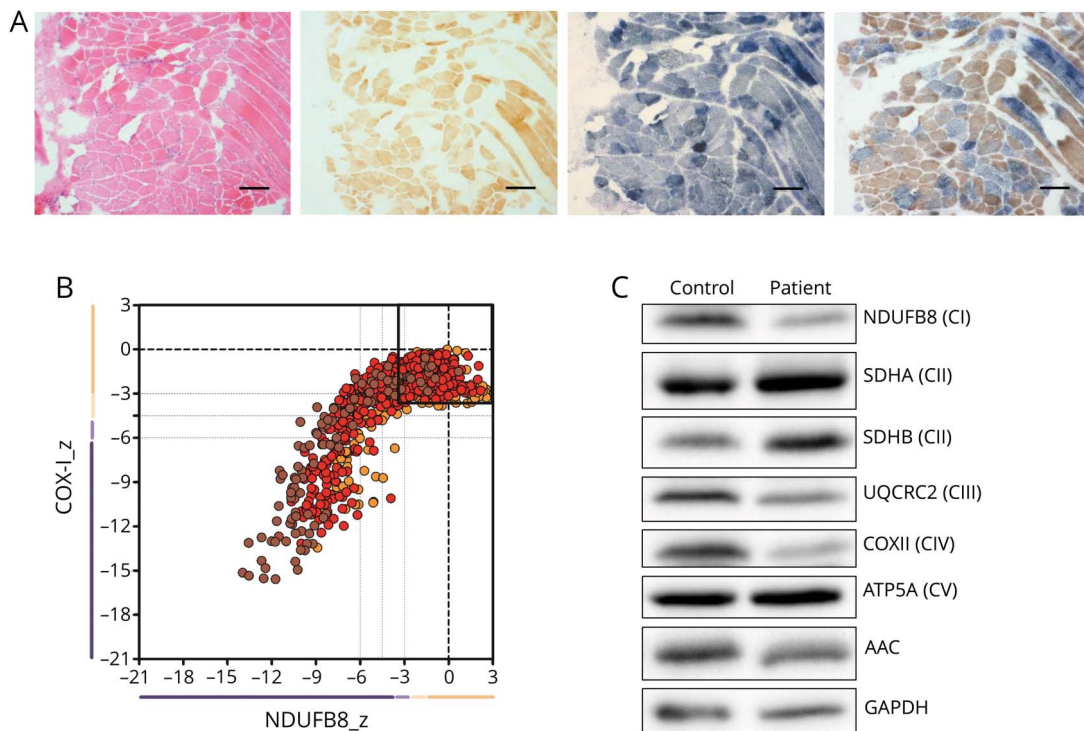 A
B
3
0
–3
–6
–9
–12
–15
–18
–21
COX-I_z
–21 –18 –15 –12 –9 –6 –3 0 3
NDUFB8_z
C
Control Patient
NDUFB8 (CI)
SDHA (CII)
SDHB (CII)
UQCRC2 (CIII)
COXII (CIV)
ATP5A (CV)
AAC
GAPDH